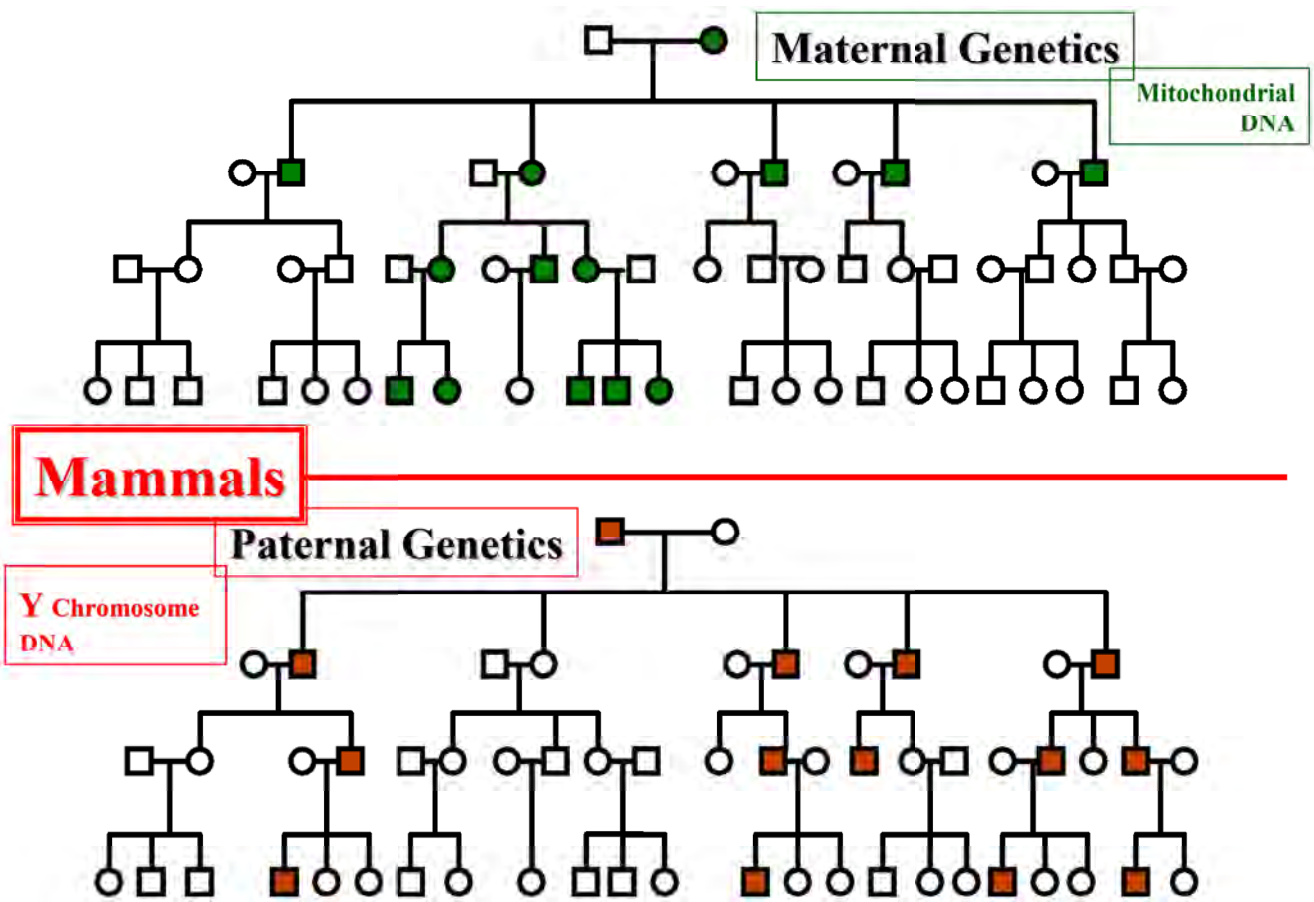 Maternal Genetics
Mitochondrial
DNA
Mammals
Paternal Genetics
Y Chromosome
DNA